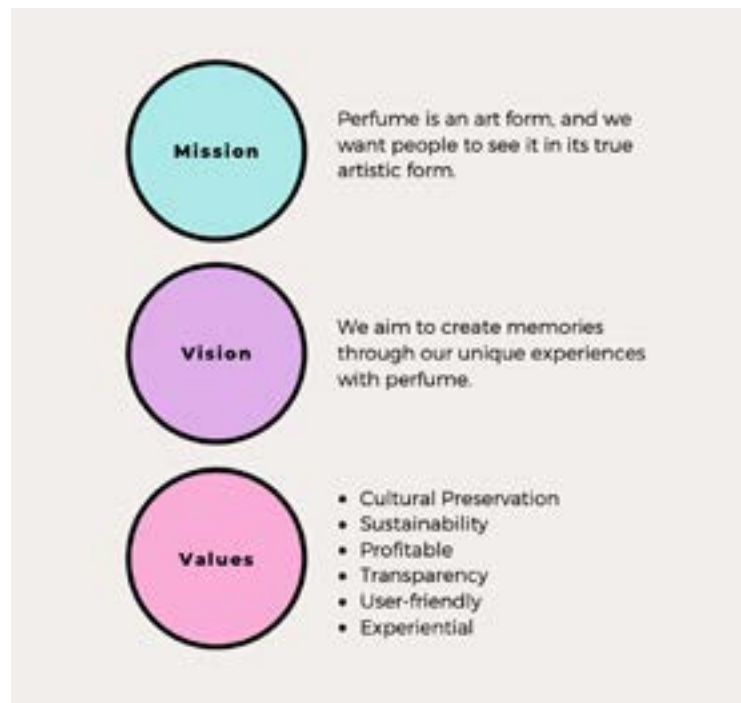 Mission
Perfume is an art form, and we
want people to see it in its true
artistic form.
Vision
We aim to create memories
through our unique experiences
with perfume.
Values
• Cultural Preservation
• Sustainability
• Profitable
• Transparency
• User-friendly
• Experiential